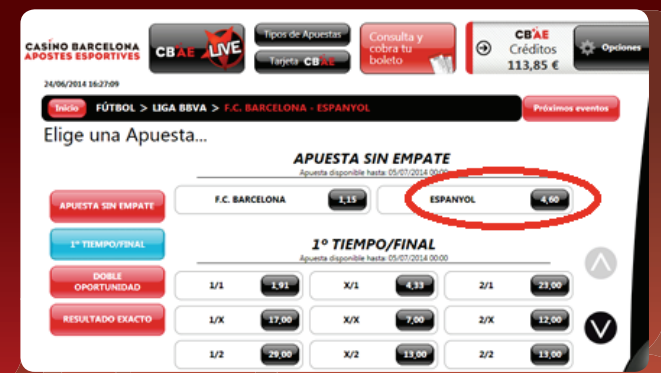 CASINO BARCELONA
APOSTES ESPORTIVES
CBAE LIVE
Tipos de Apuestas
Tarjeta CBAE
Consulta y
cobra tu
boleto
CBAE
Créditos
113,85 €
Opciones
24/06/2014 16:27:09
Inicio FÚTBOL > LIGA BBVA > F.C. BARCELONA - ESPANYOL Próximos eventos
Elige una Apuesta...
APUESTA SIN EMPATE
Apuesta disponible hasta: 05/07/2014 00:00
F.C. BARCELONA 1,15 ESPANYOL 4,60
APUESTA SIN EMPATE
1º TIEMPO/FINAL
DOBLE
OPORTUNIDAD
RESULTADO EXACTO
1º TIEMPO/FINAL
Apuesta disponible hasta: 05/07/2014 00:00
1/1 1,91 X/1 4,33 2/1 23,00
1/X 17,00 X/X 7,00 2/X 12,00
1/2 29,00 X/2 13,00 2/2 13,00